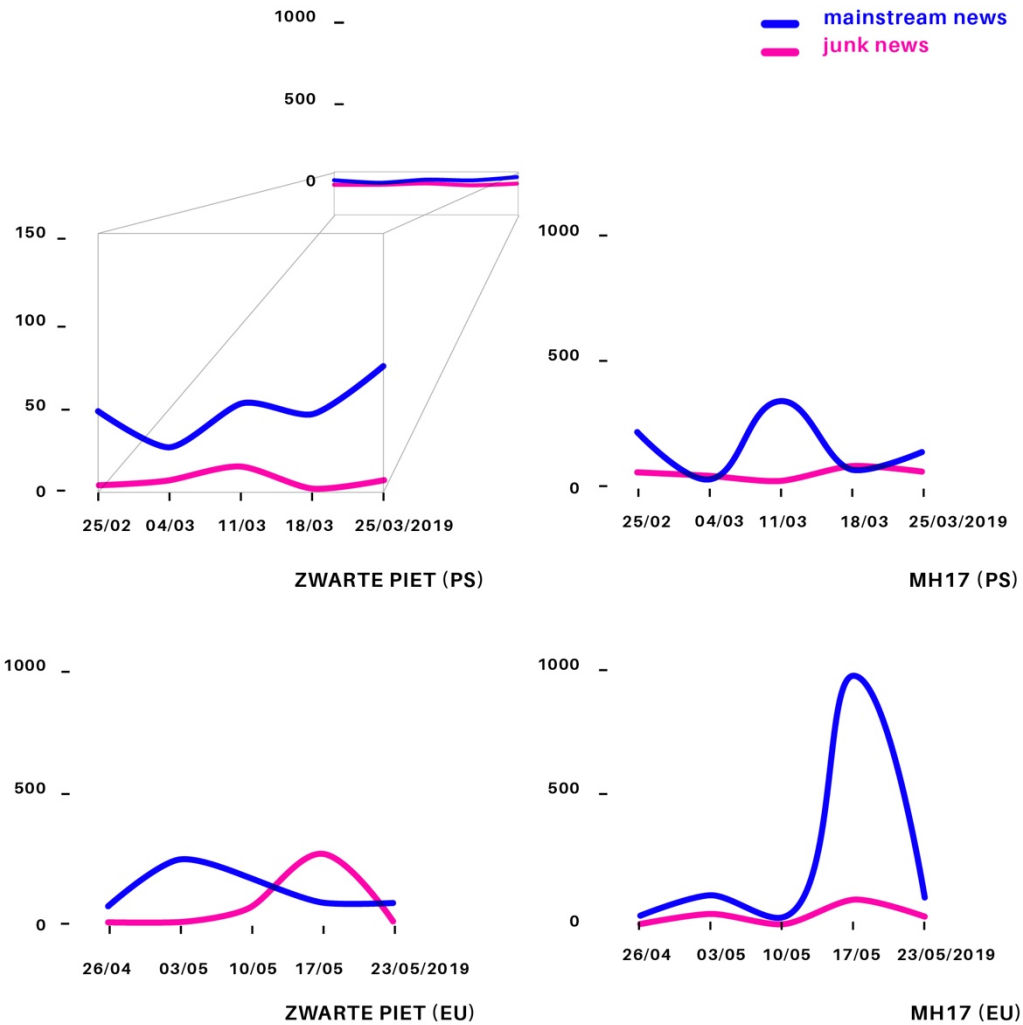 mainstream news
junk news
1000
500
0
150
100
50
0
25/02 04/03 11/03 18/03 25/03/2019
ZWARTE PIET (PS)
1000
500
0
25/02 04/03 11/03 18/03 25/03/2019
MH17 (PS)
1000
500
0
26/04 03/05 10/05 17/05 23/05/2019
ZWARTE PIET (EU)
1000
500
0
26/04 03/05 10/05 17/05 23/05/2019
MH17 (EU)